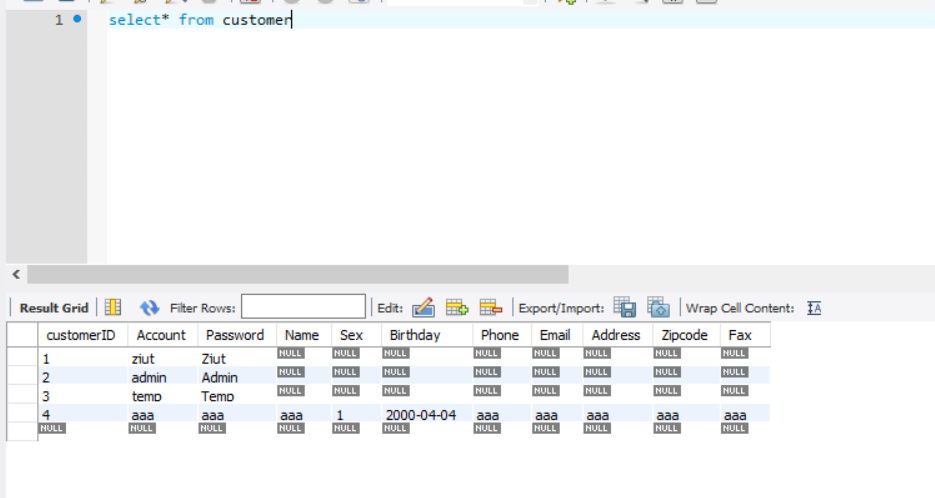 1 select* from customer
Result Grid Filter Rows: Edit: Export/Import: Wrap Cell Content:
customerID Account Password Name Sex Birthday Phone Email Address Zipcode Fax
1 ziut Ziut NULL NULL NULL NULL NULL NULL NULL NULL
2 admin Admin NULL NULL NULL NULL NULL NULL NULL NULL
3 temp Temp NULL NULL NULL NULL NULL NULL NULL NULL
4 aaa aaa aaa 1 2000-04-04 aaa aaa aaa aaa aaa
NULL NULL NULL NULL NULL NULL NULL NULL NULL NULL NULL